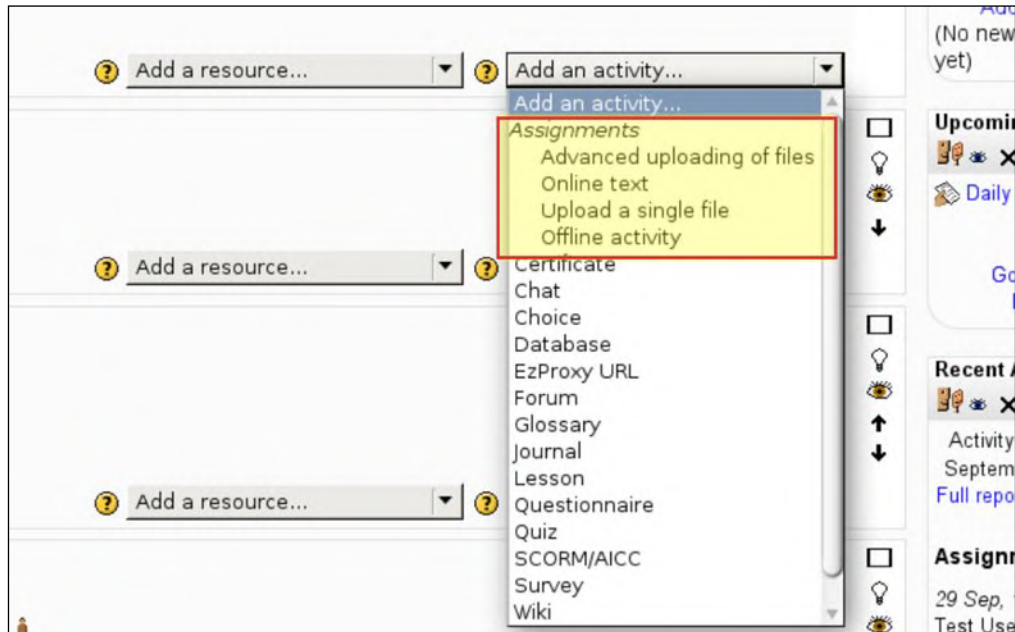 (No new
yet)
? Add a resource... ? Add an activity...
Add an activity...
Assignments
Advanced uploading of files
Online text
Upload a single file
Offline activity
Certificate
Chat
Choice
Database
EzProxy URL
Forum
Glossary
Journal
Lesson
Questionnaire
Quiz
SCORM/AICC
Survey
Wiki
? Add a resource... ?
? Add a resource... ?
Upcomin
Daily
Go
Recent A
Activity
Septem
Full repo
Assignm
29 Sep,
Test Use